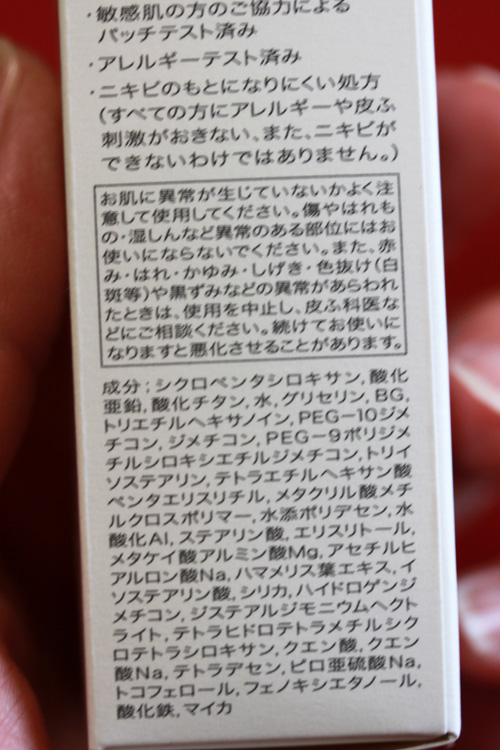 ・敏感肌の方のご協力による
パッチテスト済み
・アレルギーテスト済み
・ニキビのもとになりにくい処方
(すべての方にアレルギーや皮ふ
刺激がおきない、また、ニキビが
できないわけではありません。)
お肌に異常が生じていないかよく注
意して使用してください。傷やはれも
の・湿しんなど異常のある部位にはお
使いにならないでください。また、赤
み・はれ・かゆみ・しげき・色抜け(白
斑等)や黒ずみなどの異常があらわれ
たときは、使用を中止し、皮ふ科医な
どにご相談ください。続けてお使いに
なりますと悪化させることがあります。
成分；シクロペンタシロキサン, 酸化
亜鉛, 酸化チタン, 水, グリセリン, BG,
トリエチルヘキサノイン, PEG－10ジメ
チコン, ジメチコン, PEG－9ポリジメ
チルシロキシエチルジメチコン, トリイ
ソステアリン, テトラエチルヘキサン酸
ペンタエリスリチル, メタクリル酸メチ
ルクロスポリマー, 水添ポリデセン, 水
酸化Al, ステアリン酸, エリスリトール,
メタケイ酸アルミン酸Mg, アセチルヒ
アルロン酸Na, ハマメリス葉エキス, イ
ソステアリン酸, シリカ, ハイドロゲンジ
メチコン, ジステアルジモニウムヘクト
ライト, テトラヒドロテトラメチルシク
ロテトラシロキサン, クエン酸, クエン
酸Na, テトラデセン, ピロ亜硫酸Na,
トコフェロール, フェノキシエタノール,
酸化鉄, マイカ